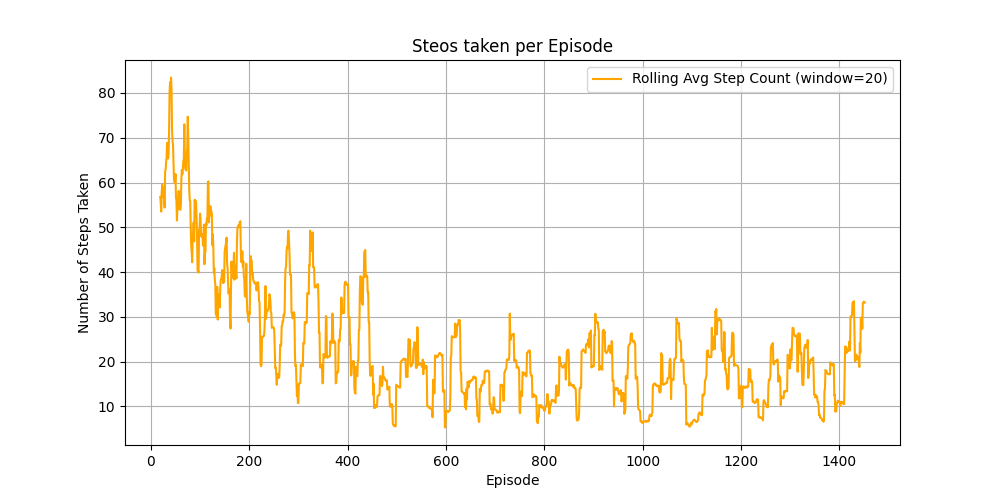 Steos taken per Episode
Rolling Avg Step Count (window=20)
Number of Steps Taken
80
70
60
50
40
30
20
10
0 200 400 600 800 1000 1200 1400
Episode